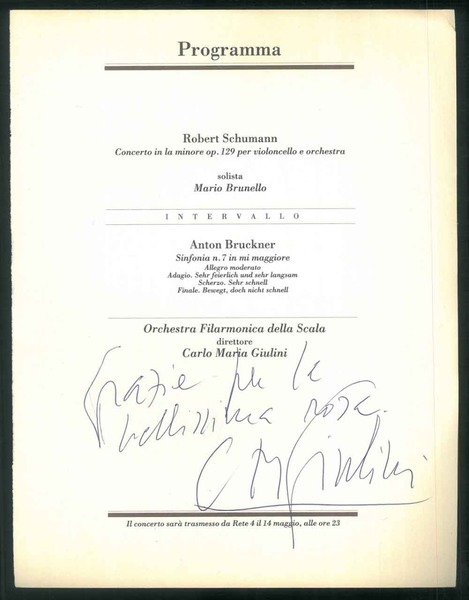 Programma
Robert Schumann
Concerto in la minore op. 129 per violoncello e orchestra
solista
Mario Brunello
INTERVALLO
Anton Bruckner
Sinfonia n. 7 in mi maggiore
Allegro moderato
Adagio. Sehr feierlich und sehr langsam
Scherzo. Sehr schnell
Finale. Bewegt, doch nicht schnell
Orchestra Filarmonica della Scala
direttore
Carlo Maria Giulini
Grazie per la
bellissima rosa.
CMGiulini
Il concerto sarà trasmesso da Rete 4 il 14 maggio, alle ore 23